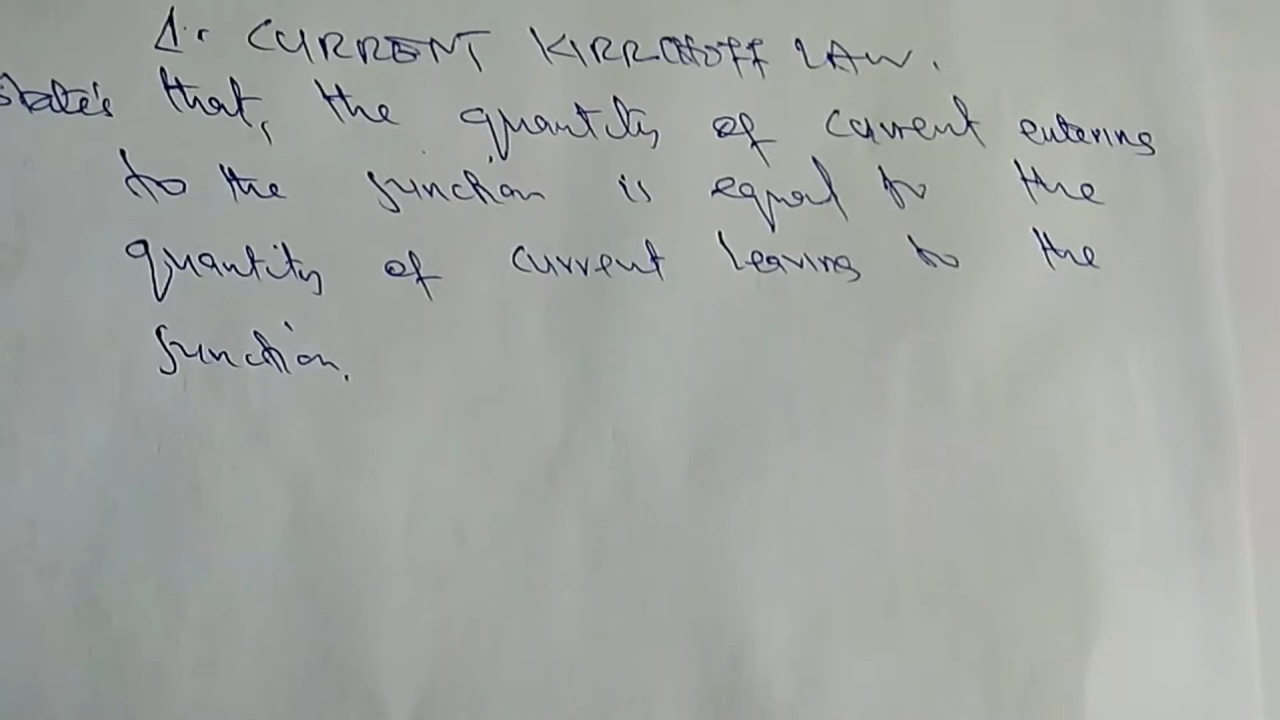 1. CURRENT KIRRCHOFF LAW.
states that, the quantity of current entering
to the junction is equal to the
quantity of current leaving to the
junction.